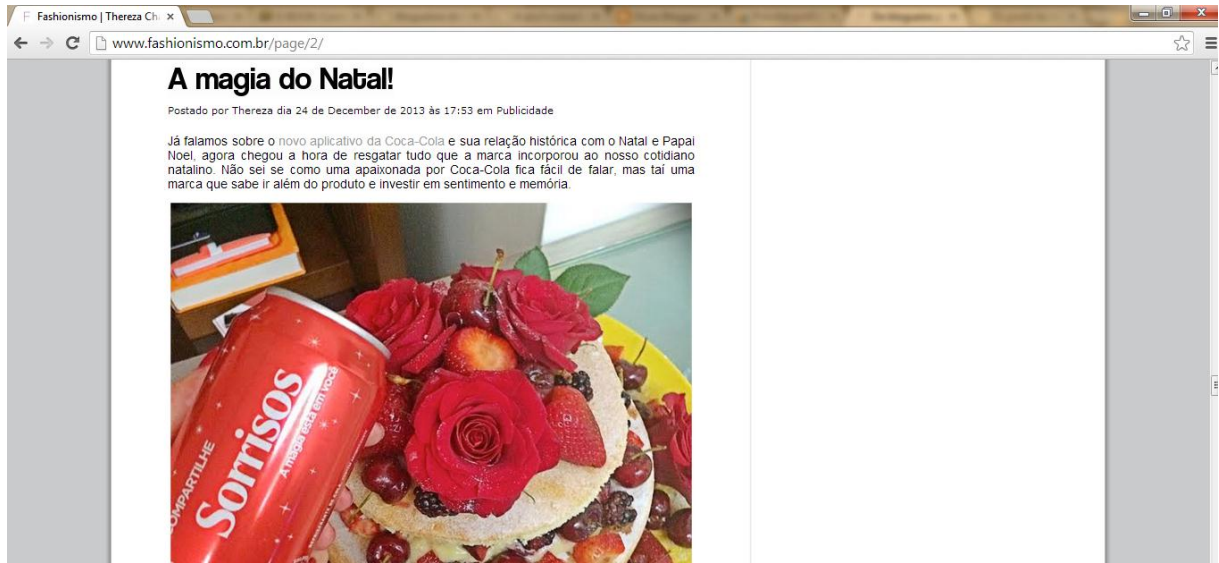 F Fashionismo | Thereza Ch
www.fashionismo.com.br/page/2/
A magia do Natal!
Postado por Thereza dia 24 de December de 2013 às 17:53 em Publicidade
Já falamos sobre o novo aplicativo da Coca-Cola e sua relação histórica com o Natal e Papai
Noel, agora chegou a hora de resgatar tudo que a marca incorporou ao nosso cotidiano
natalino. Não sei se como uma apaixonada por Coca-Cola fica fácil de falar, mas taí uma
marca que sabe ir além do produto e investir em sentimento e memória.
COMPARTILHE
Sorrisos
A magia está em você